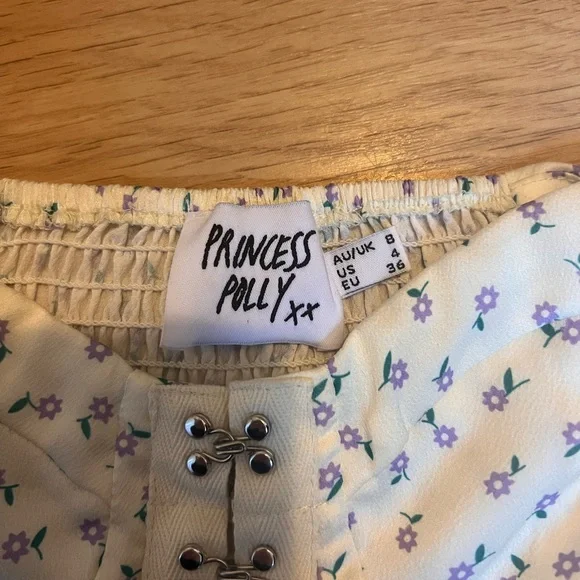 PRINCESS
POLLY xx
AU/UK 8
US 4
EU 36